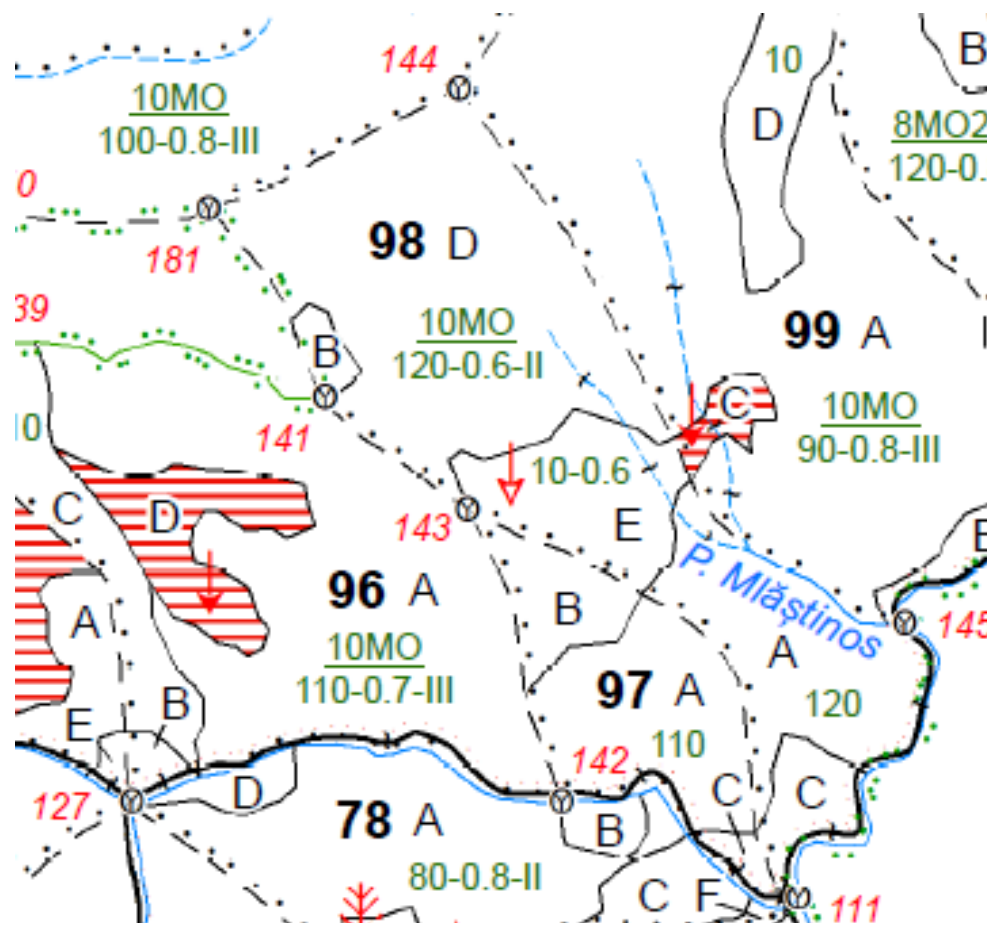 144
10
B
10MO
100-0.8-III
D
8MO2
120-0.
0
181
98 D
39
10MO
120-0.6-II
99 A
B
C
10MO
90-0.8-III
10
141
10-0.6
C
D
143
E
P. Mlăștinos
96 A
B
A
145
A
10MO
110-0.7-III
97 A
120
E
B
110
142
127
D
C
C
78 A
B
80-0.8-II
C
F
111